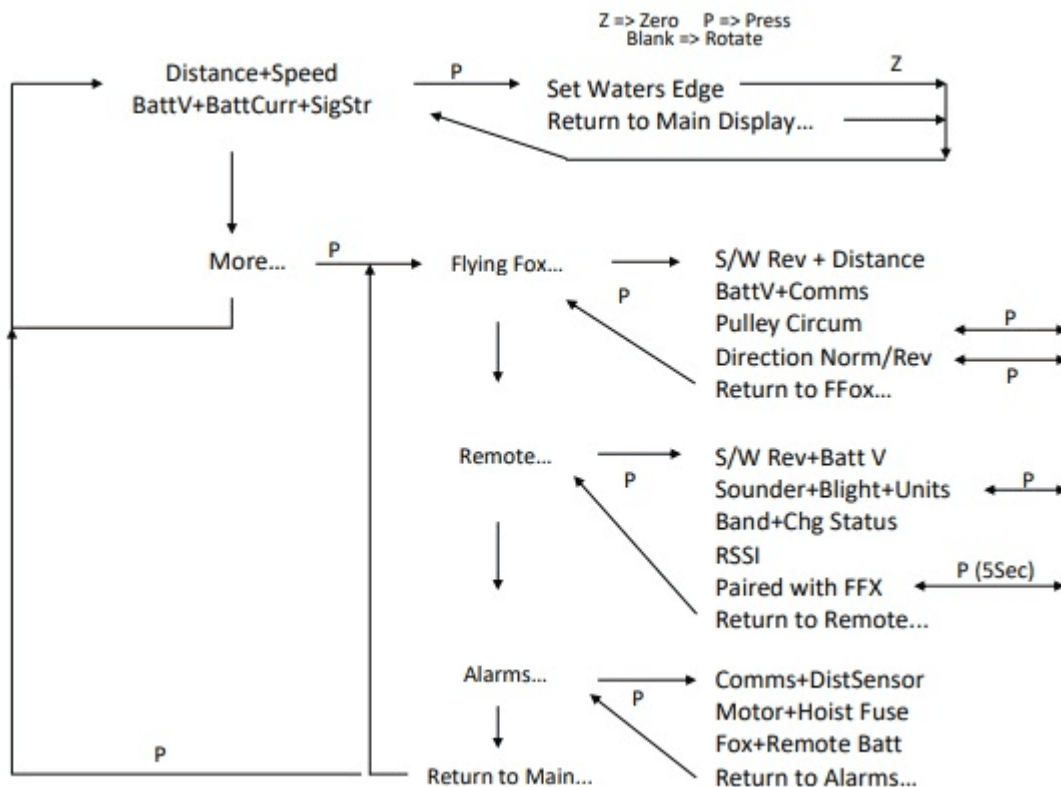 Z => Zero P => Press
Blank => Rotate
Distance+Speed
BattV+BattCurr+SigStr
P
Set Waters Edge
Z
Return to Main Display...
More...
P
Flying Fox...
P
S/W Rev + Distance
BattV+Comms
Pulley Circum
P
Direction Norm/Rev
P
Return to FFox...
Remote...
P
S/W Rev+Batt V
Sounder+Blight+Units
P
Band+Chg Status
RSSI
Paired with FFX
P (5Sec)
Return to Remote...
Alarms...
P
Comms+DistSensor
Motor+Hoist Fuse
Fox+Remote Batt
Return to Alarms...
P
Return to Main...